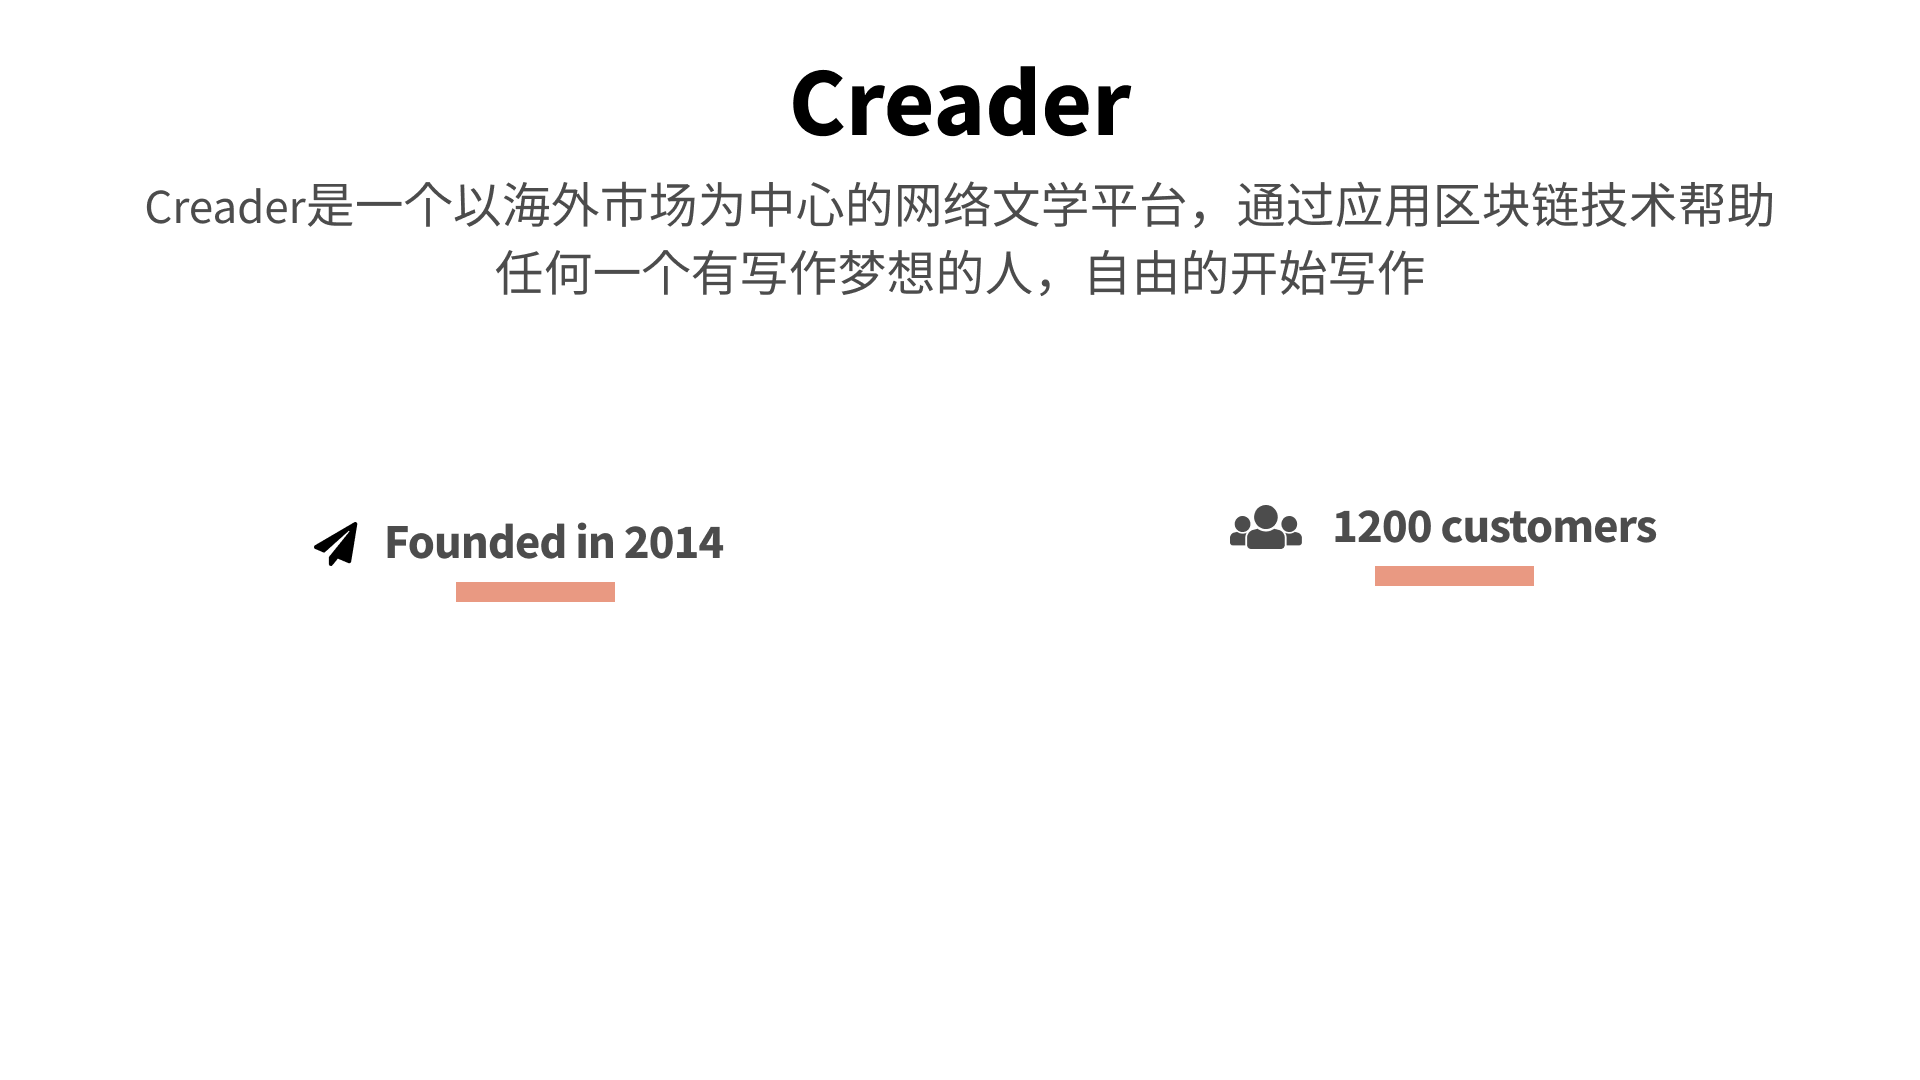 Creader
Creader是一个以海外市场为中心的网络文学平台，通过应用区块链技术帮助
任何一个有写作梦想的人，自由的开始写作
Founded in 2014
1200 customers